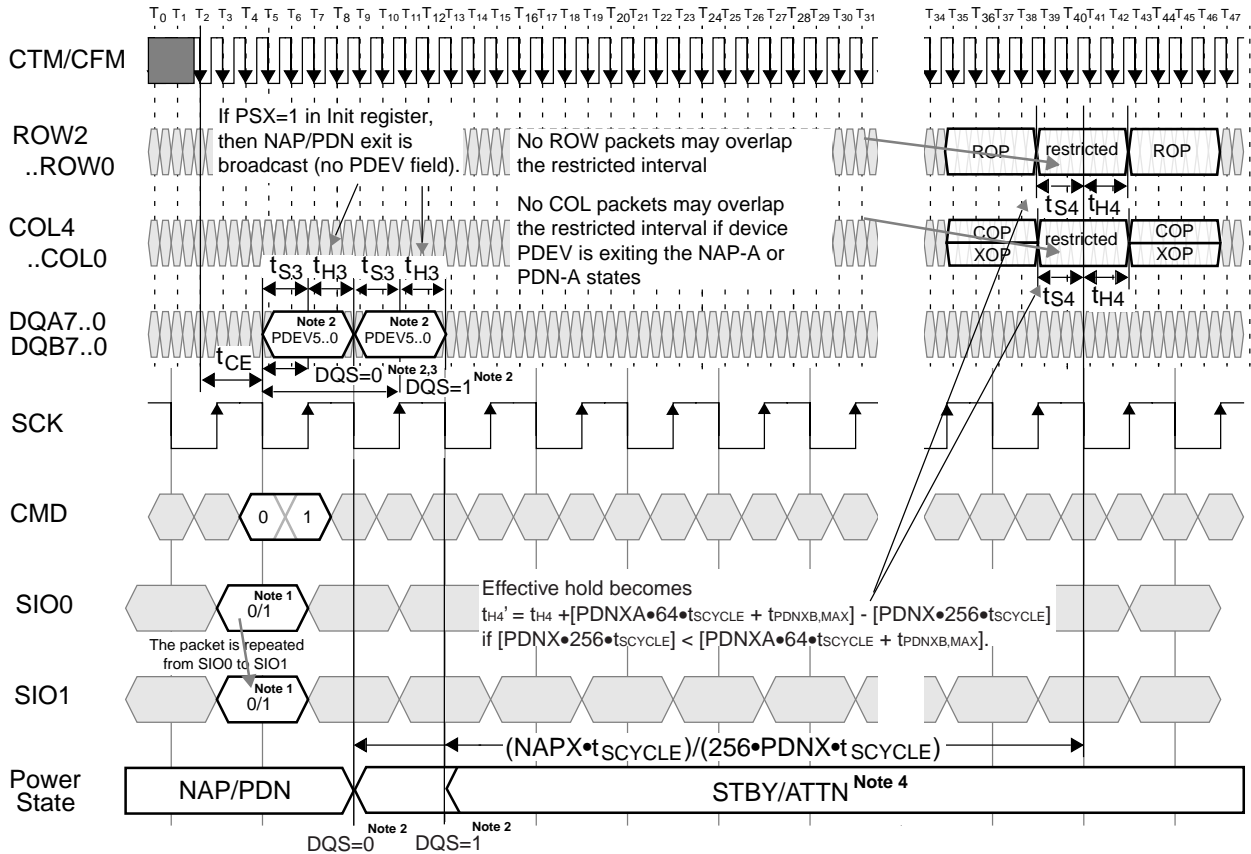 T0 T1 T2 T3 T4 T5 T6 T7 T8 T9 T10 T11 T12 T13 T14 T15 T16 T17 T18 T19 T20 T21 T22 T23 T24 T25 T26 T27 T28 T29 T30 T31 T34 T35 T36 T37 T38 T39 T40 T41 T42 T43 T44 T45 T46 T47
CTM/CFM
If PSX=1 in Init register,
then NAP/PDN exit is
broadcast (no PDEV field).
ROW2
..ROW0
No ROW packets may overlap
the restricted interval
ROP restricted ROP
tS4 tH4
COL4
..COL0
No COL packets may overlap
the restricted interval if device
PDEV is exiting the NAP-A or
PDN-A states
COP restricted COP
XOP XOP
tS4 tH4
tS3 tH3 tS3 tH3
DQA7..0
DQB7..0
Note 2 Note 2
PDEV5..0 PDEV5..0
tCE
DQS=0 Note 2,3 DQS=1 Note 2
SCK
CMD
0 1
SIO0
Note 1
0/1
Effective hold becomes
tH4' = tH4 +[PDNXA•64•tSCYCLE + tPDNXB,MAX] - [PDNX•256•tSCYCLE]
if [PDNX•256•tSCYCLE] < [PDNXA•64•tSCYCLE + tPDNXB,MAX].
The packet is repeated
from SIO0 to SIO1
SIO1
Note 1
0/1
(NAPX•tSCYCLE)/(256•PDNX•tSCYCLE)
Power
State
NAP/PDN STBY/ATTN Note 4
DQS=0 Note 2 DQS=1 Note 2